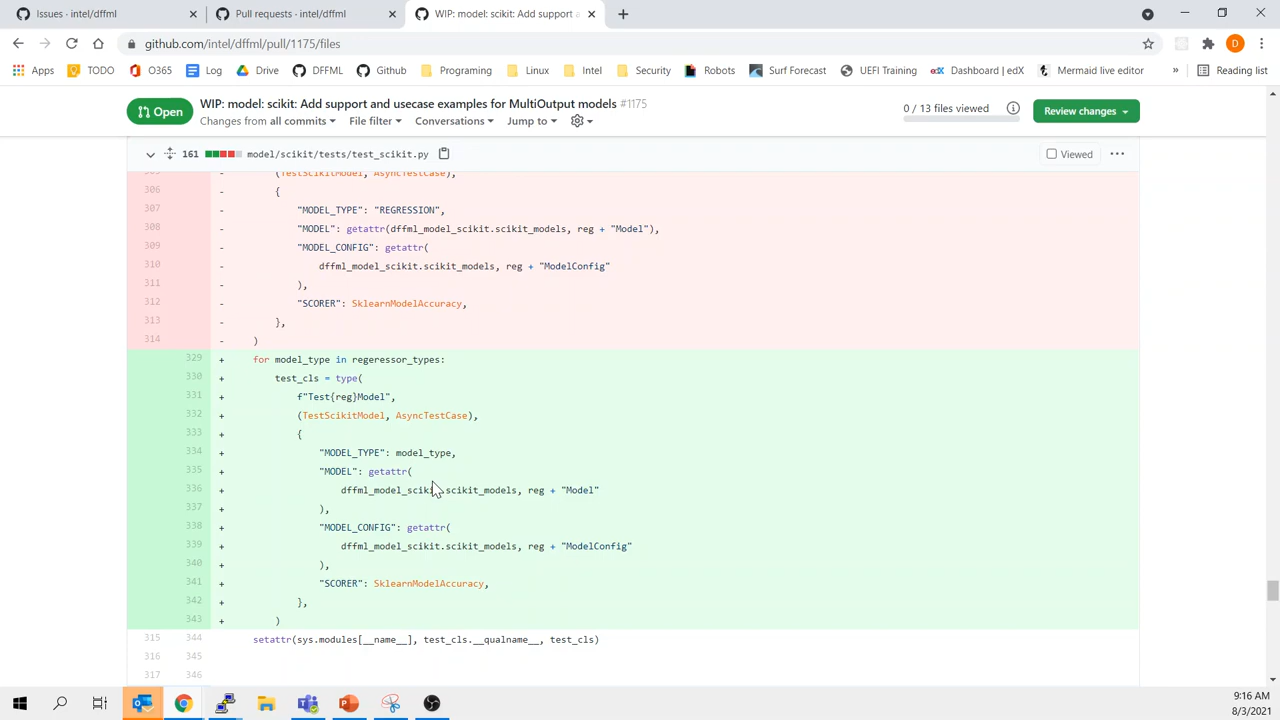 Issues · intel/dffml
Pull requests · intel/dffml
WIP: model: scikit: Add support a
github.com/intel/dffml/pull/1175/files
D
Apps
TODO
O365
Log
Drive
DFFML
Github
Programing
Linux
Intel
Security
Robots
Surf Forecast
UEFI Training
edX Dashboard | edX
Mermaid live editor
»
Reading list
Open
WIP: model: scikit: Add support and usecase examples for MultiOutput models #1175
Changes from all commits File filter Conversations Jump to
0 / 13 files viewed
Review changes
161 model/scikit/tests/test_scikit.py Viewed
305 - (TestScikitModel, AsyncTestCase),
306 - {
307 - "MODEL_TYPE": "REGRESSION",
308 - "MODEL": getattr(dffml_model_scikit.scikit_models, reg + "Model"),
309 - "MODEL_CONFIG": getattr(
310 - dffml_model_scikit.scikit_models, reg + "ModelConfig"
311 - ),
312 - "SCORER": SklearnModelAccuracy,
313 - },
314 - )
329 + for model_type in regeressor_types:
330 + test_cls = type(
331 + f"Test{reg}Model",
332 + (TestScikitModel, AsyncTestCase),
333 + {
334 + "MODEL_TYPE": model_type,
335 + "MODEL": getattr(
336 + dffml_model_scikit.scikit_models, reg + "Model"
337 + ),
338 + "MODEL_CONFIG": getattr(
339 + dffml_model_scikit.scikit_models, reg + "ModelConfig"
340 + ),
341 + "SCORER": SklearnModelAccuracy,
342 + },
343 + )
315 344 setattr(sys.modules[__name__], test_cls.__qualname__, test_cls)
316 345
317 346
9:16 AM
8/3/2021